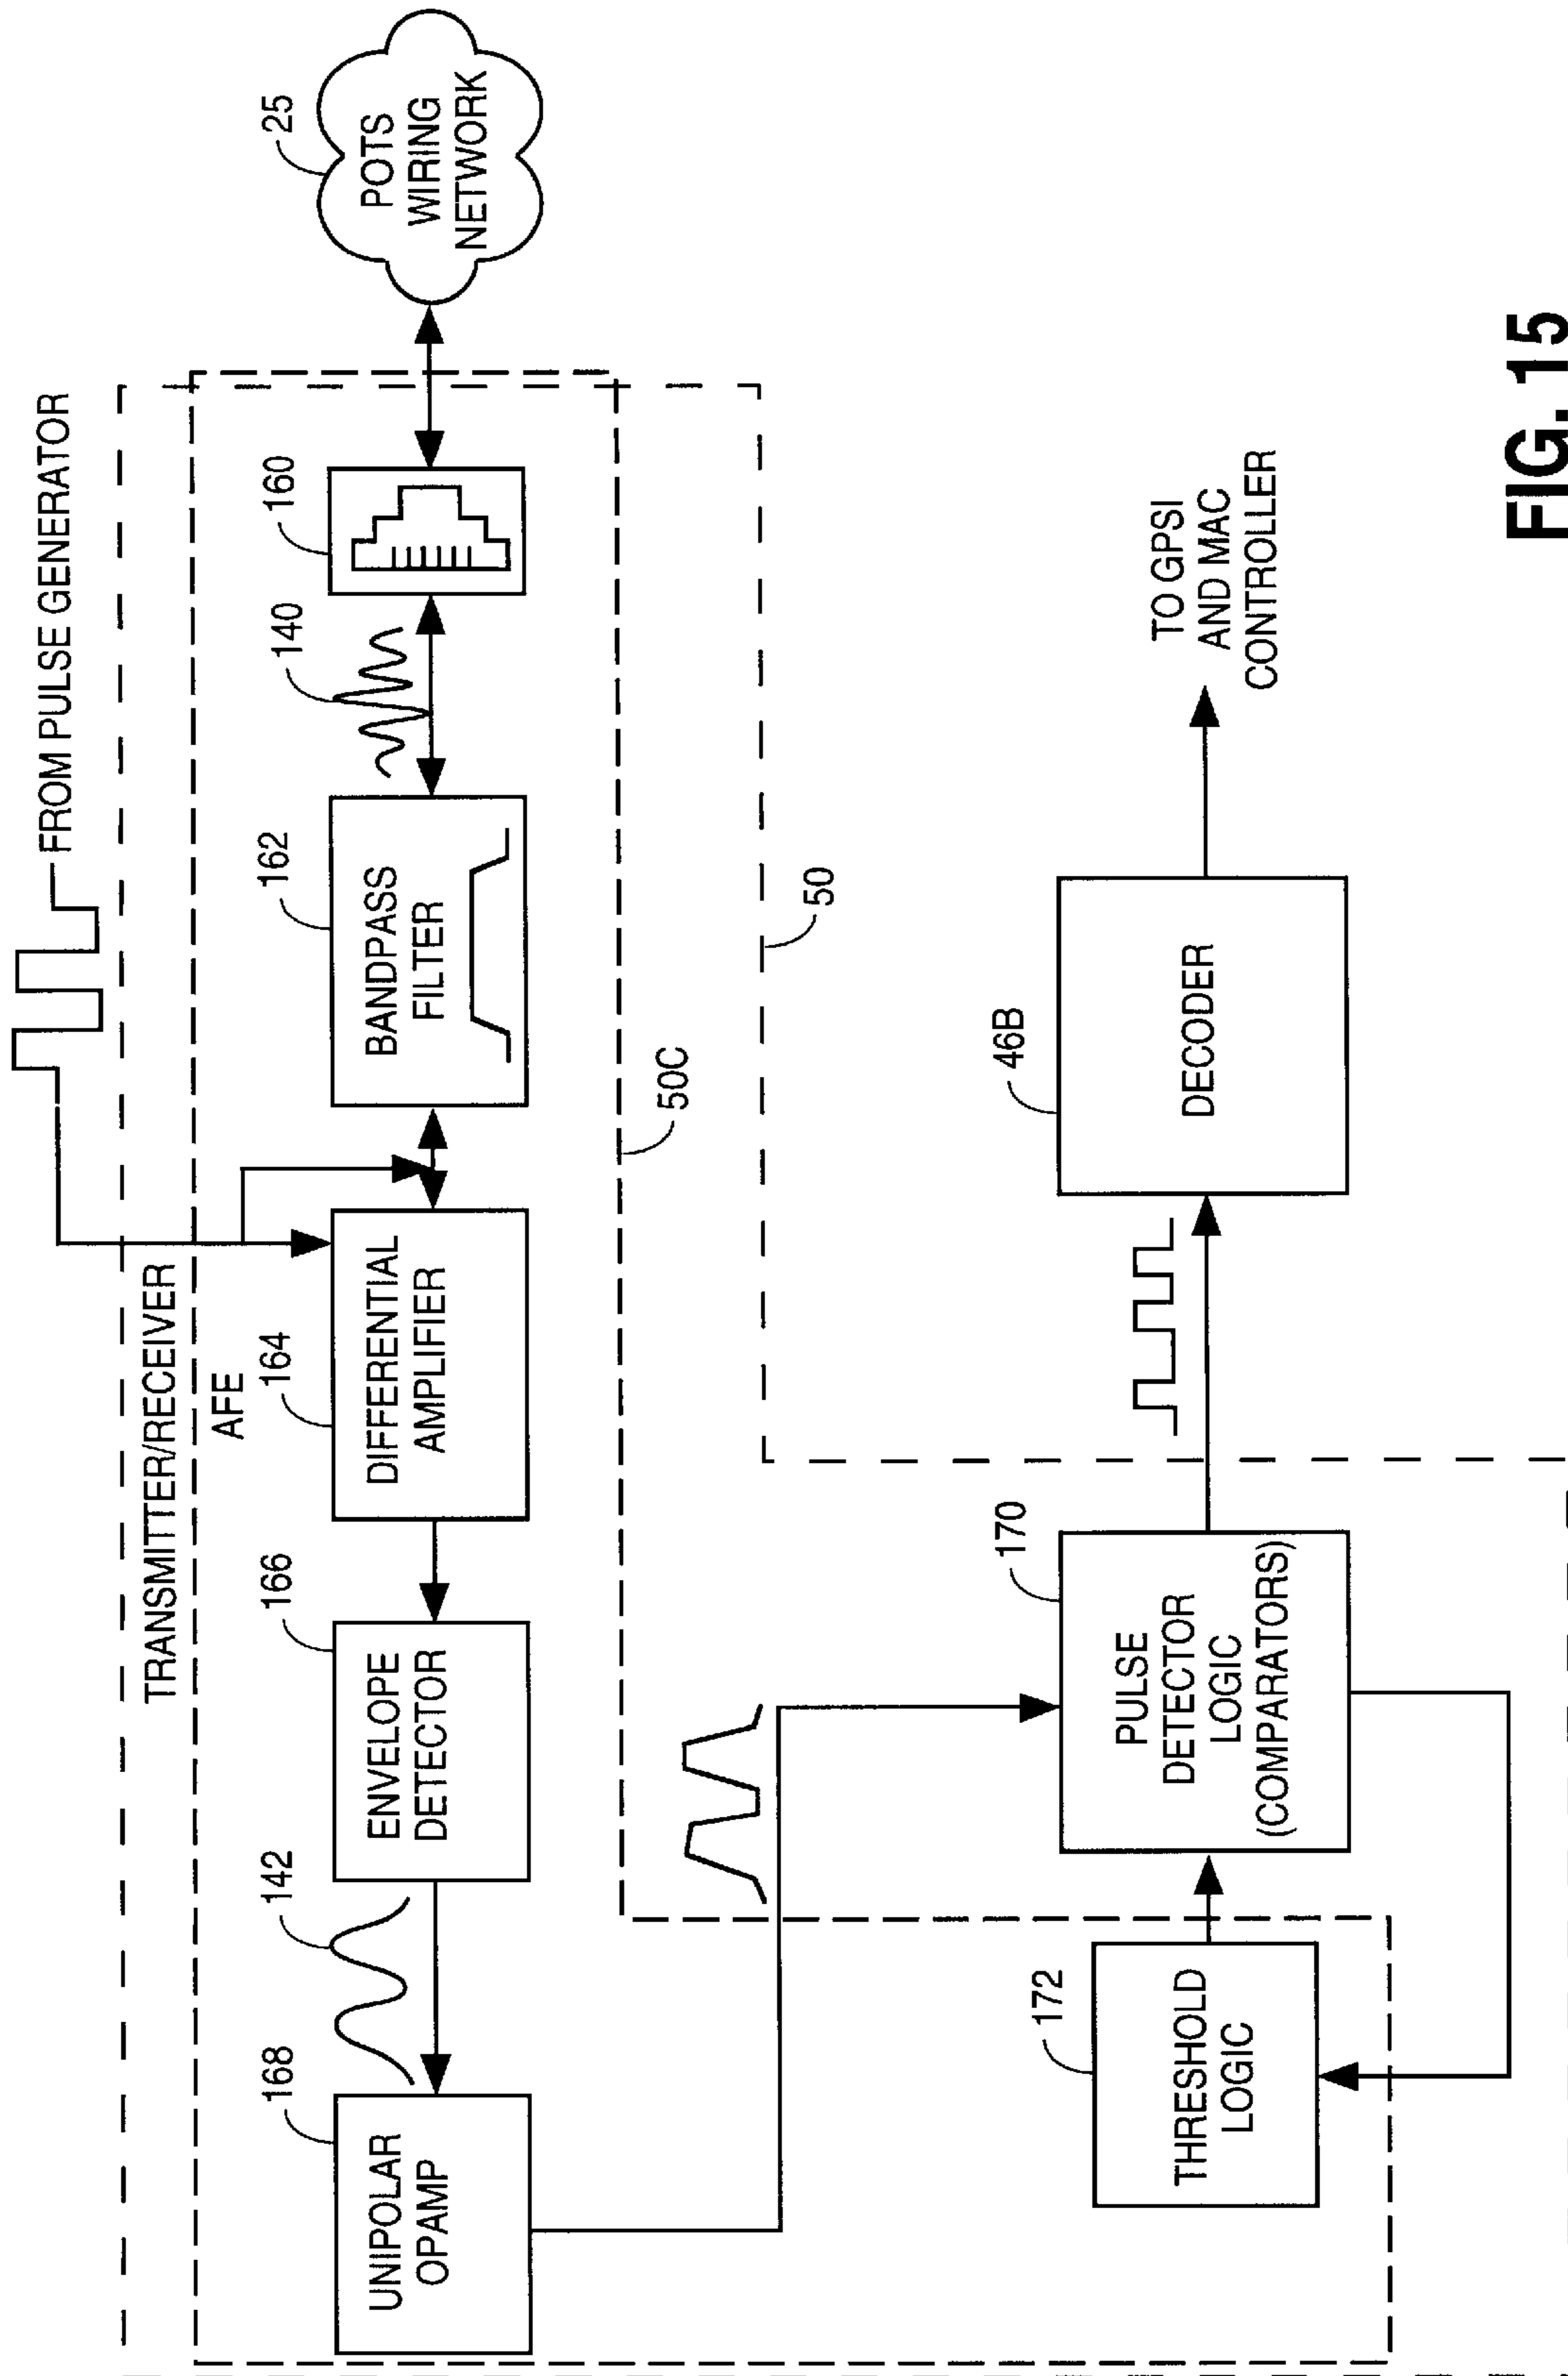 FROM PULSE GENERATOR
TRANSMITTER/RECEIVER
AFE
168
UNIPOLAR
OPAMP
142
166
ENVELOPE
DETECTOR
164
DIFFERENTIAL
AMPLIFIER
162
BANDPASS
FILTER
140
160
25
POTS
WIRING
NETWORK
50C
50
172
THRESHOLD
LOGIC
170
PULSE
DETECTOR
LOGIC
(COMPARATORS)
46B
DECODER
TO GPSI
AND MAC
CONTROLLER
FIG. 15